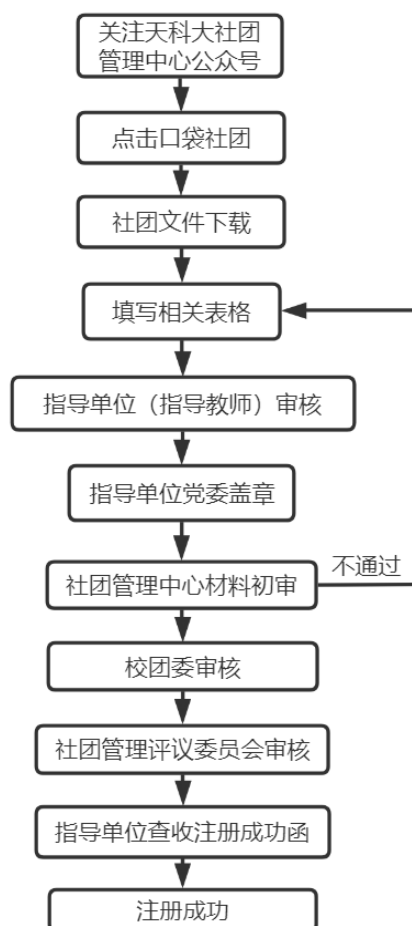 关注天科大社团
管理中心公众号
点击口袋社团
社团文件下载
填写相关表格
指导单位（指导教师）审核
指导单位党委盖章
不通过
社团管理中心材料初审
校团委审核
社团管理评议委员会审核
指导单位查收注册成功函
注册成功